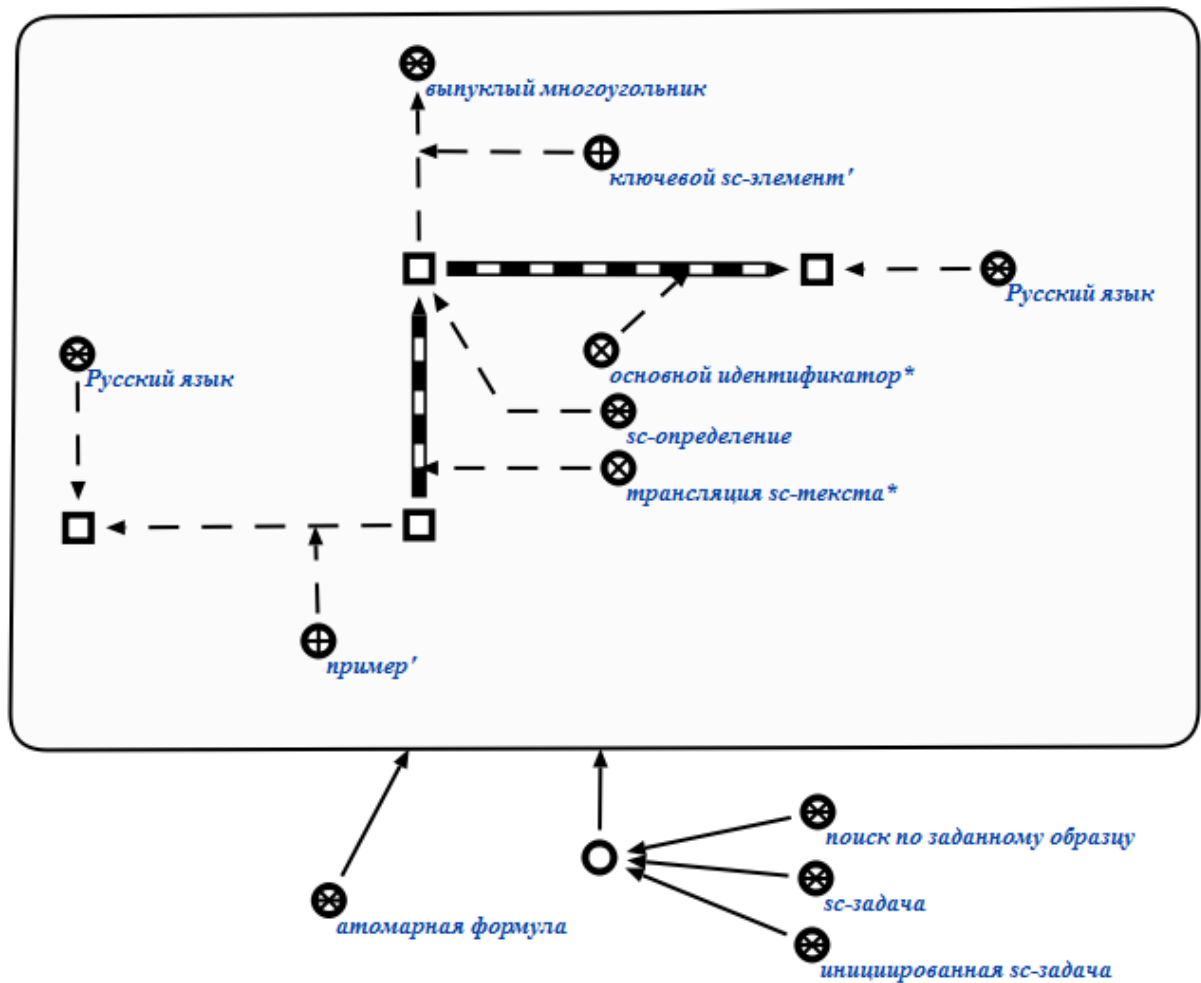 выпуклый многоугольник
ключевой sc-элемент'
Русский язык
Русский язык
основной идентификатор*
sc-определение
трансляция sc-текста*
пример'
поиск по заданному образцу
sc-задача
атомарная формула
инициированная sc-задача